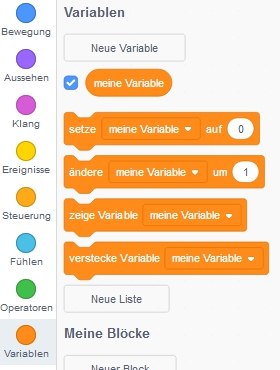 Bewegung
Aussehen
Klang
Ereignisse
Steuerung
Fühlen
Operatoren
Variablen
Variablen
Neue Variable
meine Variable
setze meine Variable auf 0
ändere meine Variable um 1
zeige Variable meine Variable
verstecke Variable meine Variable
Neue Liste
Meine Blöcke
Neuer Block